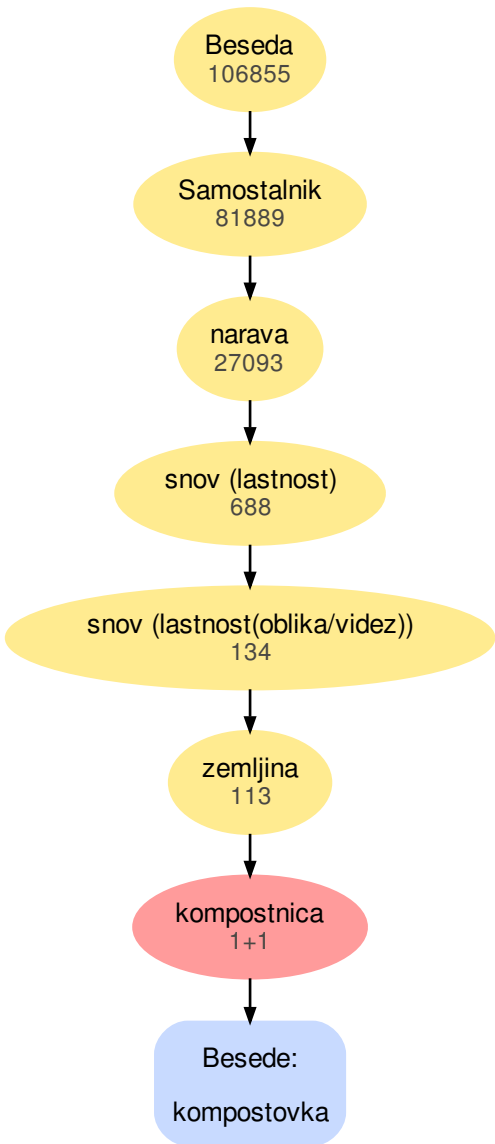 Beseda
106855
Samostalnik
81889
narava
27093
snov (lastnost)
688
snov (lastnost(oblika/videz))
134
zemljina
113
kompostnica
1+1
Besede:
kompostovka